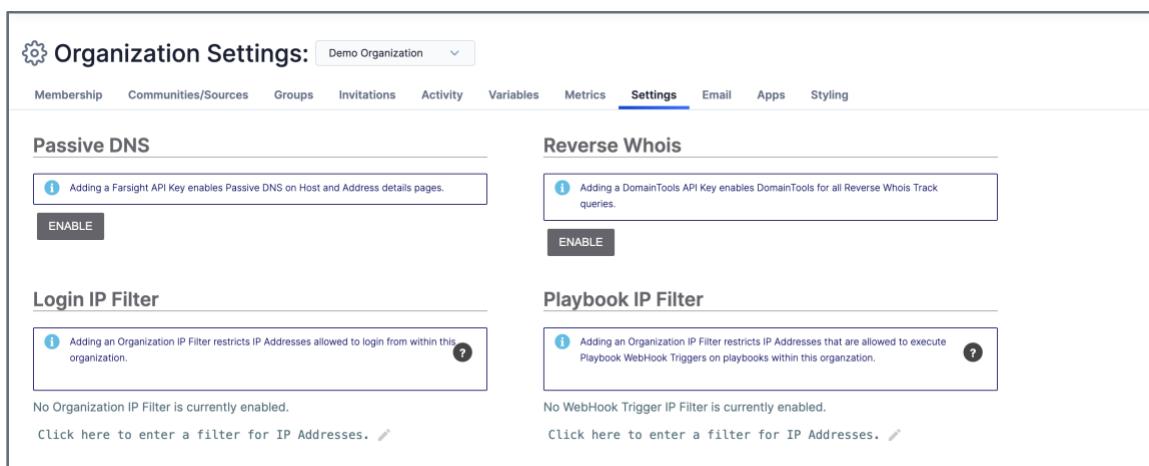 Organization Settings: Demo Organization
Membership Communities/Sources Groups Invitations Activity Variables Metrics Settings Email Apps Styling
Passive DNS
Adding a Farsight API Key enables Passive DNS on Host and Address details pages.
ENABLE
Reverse Whois
Adding a DomainTools API Key enables DomainTools for all Reverse Whois Track
queries.
ENABLE
Login IP Filter
Adding an Organization IP Filter restricts IP Addresses allowed to login from within this
organization.
?
No Organization IP Filter is currently enabled.
Click here to enter a filter for IP Addresses.
Playbook IP Filter
Adding an Organization IP Filter restricts IP Addresses that are allowed to execute
Playbook WebHook Triggers on playbooks within this organzation.
?
No WebHook Trigger IP Filter is currently enabled.
Click here to enter a filter for IP Addresses.